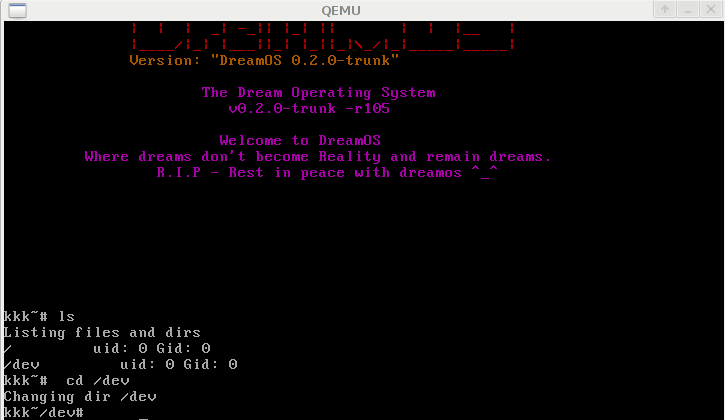 QEMU
Version: "DreamOS 0.2.0-trunk"
The Dream Operating System
v0.2.0-trunk -r105
Welcome to DreamOS
Where dreams don't become Reality and remain dreams.
R.I.P - Rest in peace with dreamos ^_^
kkk~# ls
Listing files and dirs
/ uid: 0 Gid: 0
/dev uid: 0 Gid: 0
kkk~# cd /dev
Changing dir /dev
kkk~/dev# _